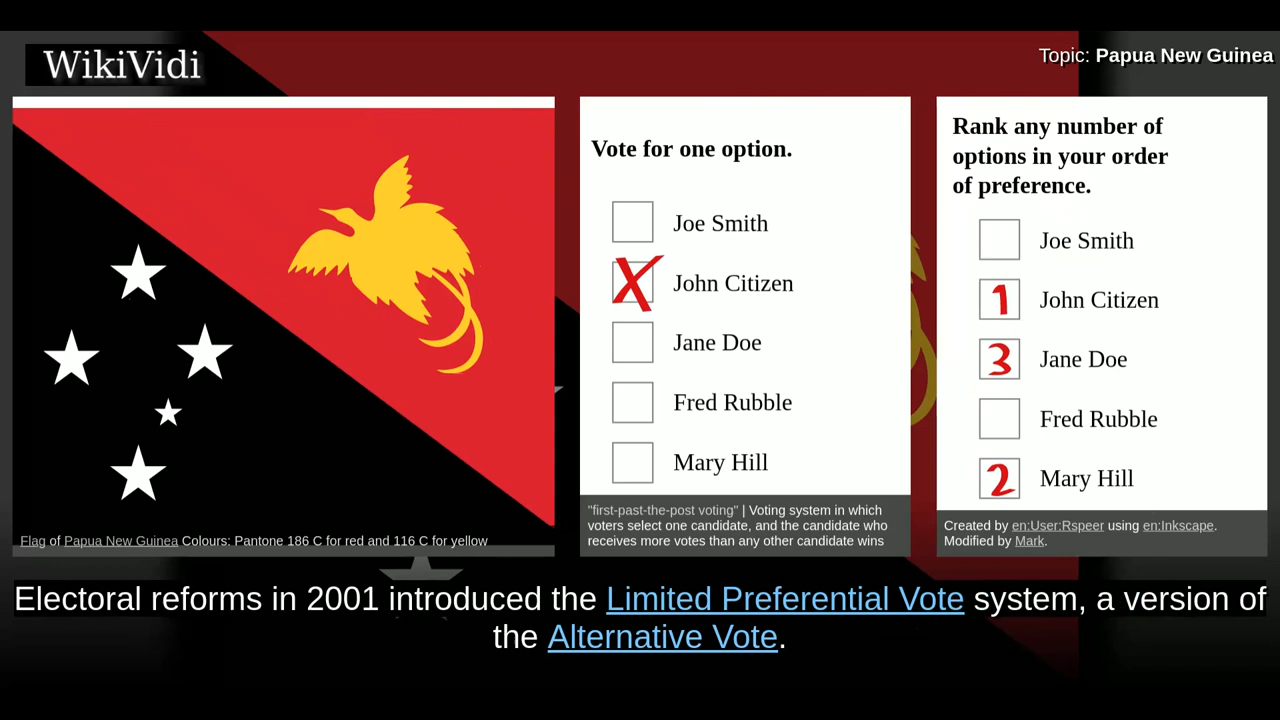 WikiVidi
Topic: Papua New Guinea
Flag of Papua New Guinea Colours: Pantone 186 C for red and 116 C for yellow
Vote for one option.
Joe Smith
X John Citizen
Jane Doe
Fred Rubble
Mary Hill
"first-past-the-post voting" | Voting system in which
voters select one candidate, and the candidate who
receives more votes than any other candidate wins
Rank any number of
options in your order
of preference.
Joe Smith
1 John Citizen
3 Jane Doe
Fred Rubble
2 Mary Hill
Created by en:User:Rspeer using en:Inkscape.
Modified by Mark.
Electoral reforms in 2001 introduced the Limited Preferential Vote system, a version of
the Alternative Vote.